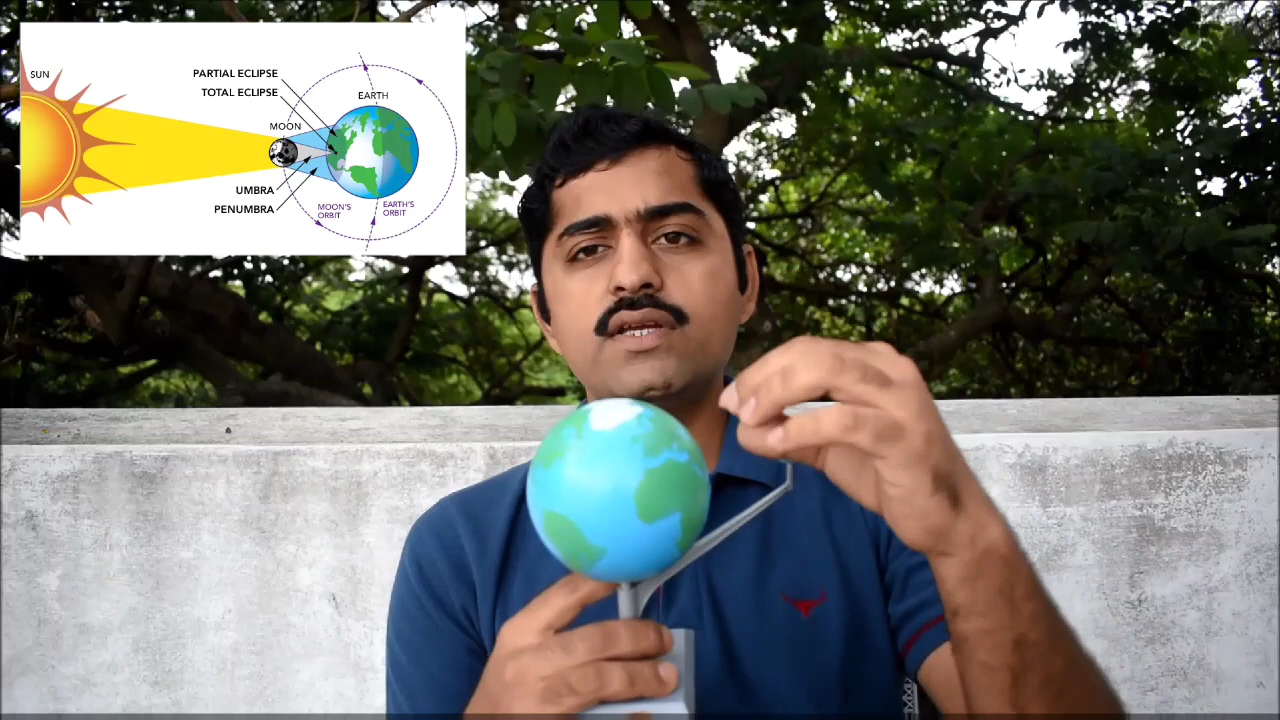 SUN
PARTIAL ECLIPSE
TOTAL ECLIPSE
EARTH
MOON
UMBRA
PENUMBRA
MOON'S
ORBIT
EARTH'S
ORBIT